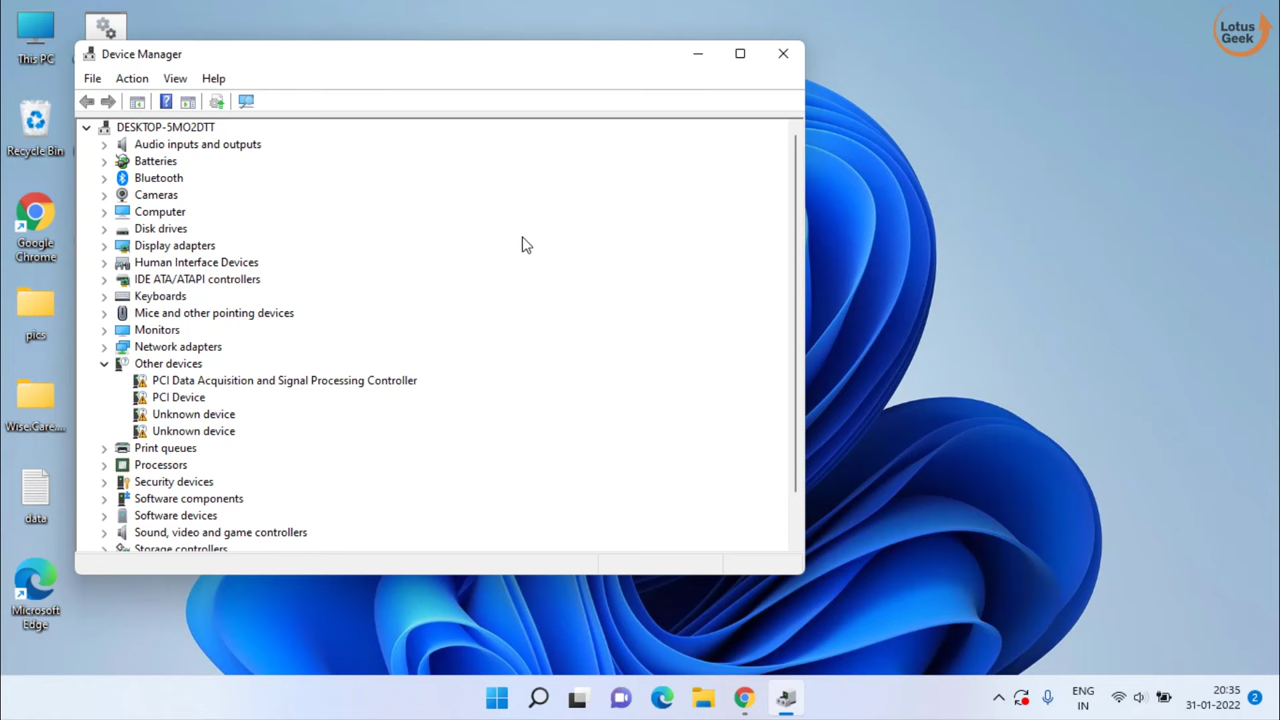 Lotus
Geek
This PC
Recycle Bin
Google
Chrome
pics
Wise.Care....
data
Microsoft
Edge
Device Manager
File Action View Help
DESKTOP-5MO2DTT
Audio inputs and outputs
Batteries
Bluetooth
Cameras
Computer
Disk drives
Display adapters
Human Interface Devices
IDE ATA/ATAPI controllers
Keyboards
Mice and other pointing devices
Monitors
Network adapters
Other devices
PCI Data Acquisition and Signal Processing Controller
PCI Device
Unknown device
Unknown device
Print queues
Processors
Security devices
Software components
Software devices
Sound, video and game controllers
Storage controllers
ENG
IN
20:35
31-01-2022
2